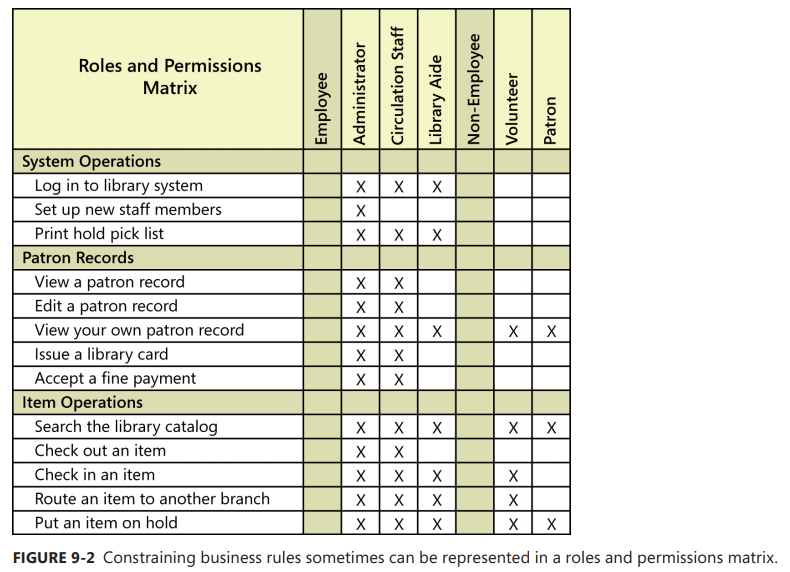 Roles and Permissions
Matrix
Employee
Administrator
Circulation Staff
Library Aide
Non-Employee
Volunteer
Patron
System Operations
Log in to library system X X X
Set up new staff members X
Print hold pick list X X X
Patron Records
View a patron record X X
Edit a patron record X X
View your own patron record X X X X X
Issue a library card X X
Accept a fine payment X X
Item Operations
Search the library catalog X X X X X
Check out an item X X
Check in an item X X X X
Route an item to another branch X X X X
Put an item on hold X X X X X
FIGURE 9-2 Constraining business rules sometimes can be represented in a roles and permissions matrix.